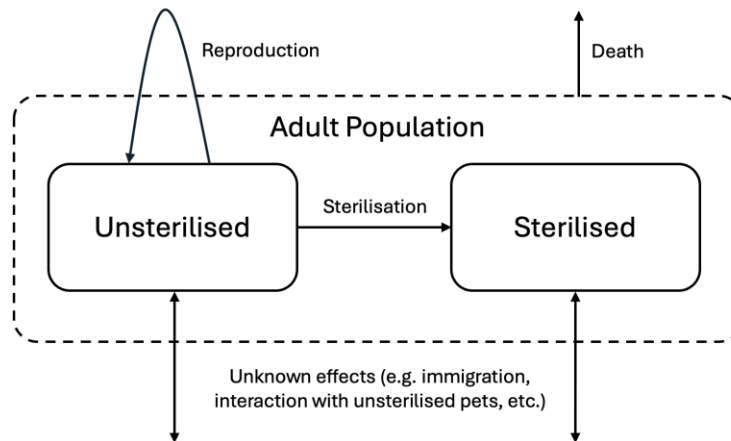 Reproduction
Death
Adult Population
Unsterilised
Sterilisation
Sterilised
Unknown effects (e.g. immigration,
interaction with unsterilised pets, etc.)